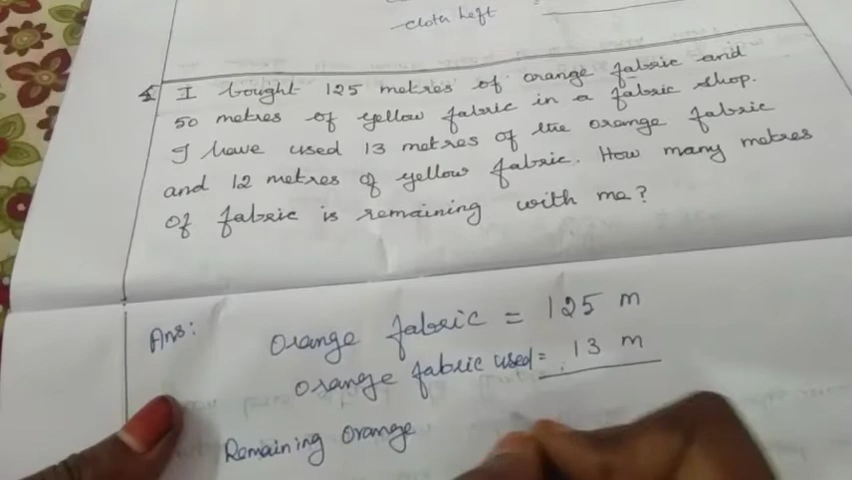 cloth left
I bought 125 metres of orange fabric and
50 metres of yellow fabric in a fabric shop.
I have used 13 metres of the orange fabric
and 12 metres of yellow fabric. How many metres
of fabric is remaining with me?
Ans: Orange fabric = 125 m
Orange fabric used = 13 m
Remaining Orange